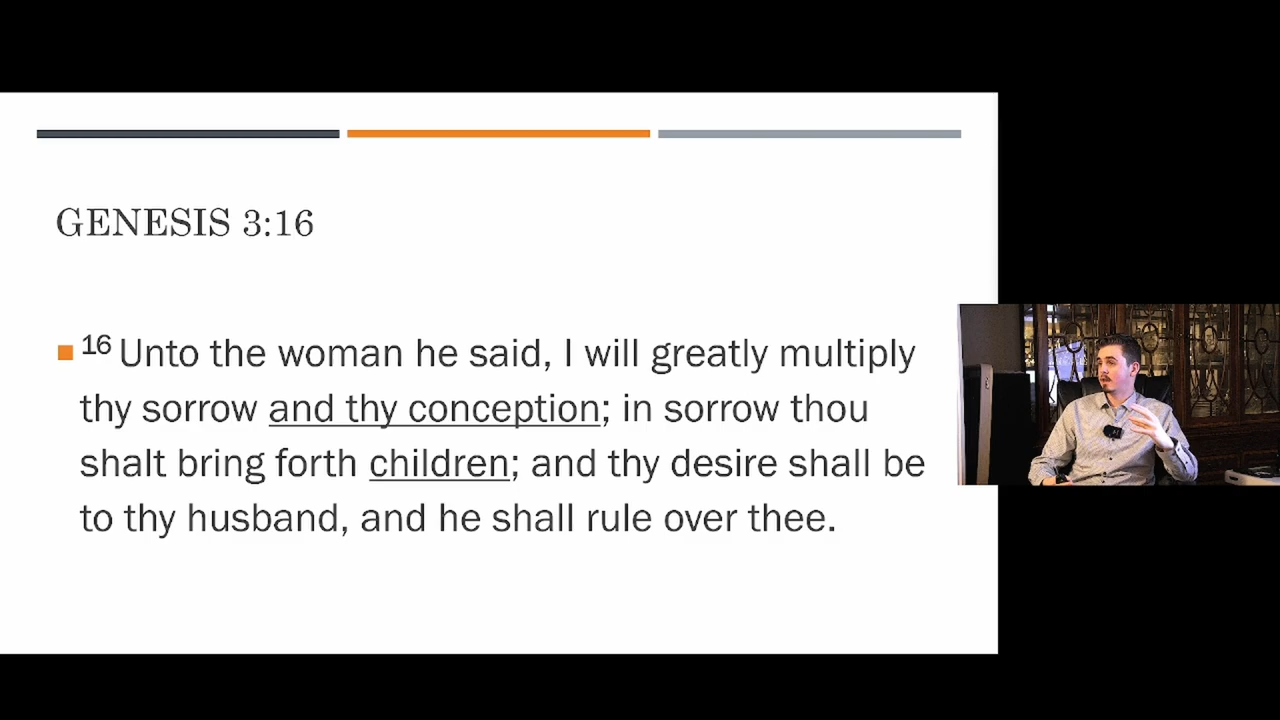 GENESIS 3:16
16 Unto the woman he said, I will greatly multiply
thy sorrow and thy conception; in sorrow thou
shalt bring forth children; and thy desire shall be
to thy husband, and he shall rule over thee.